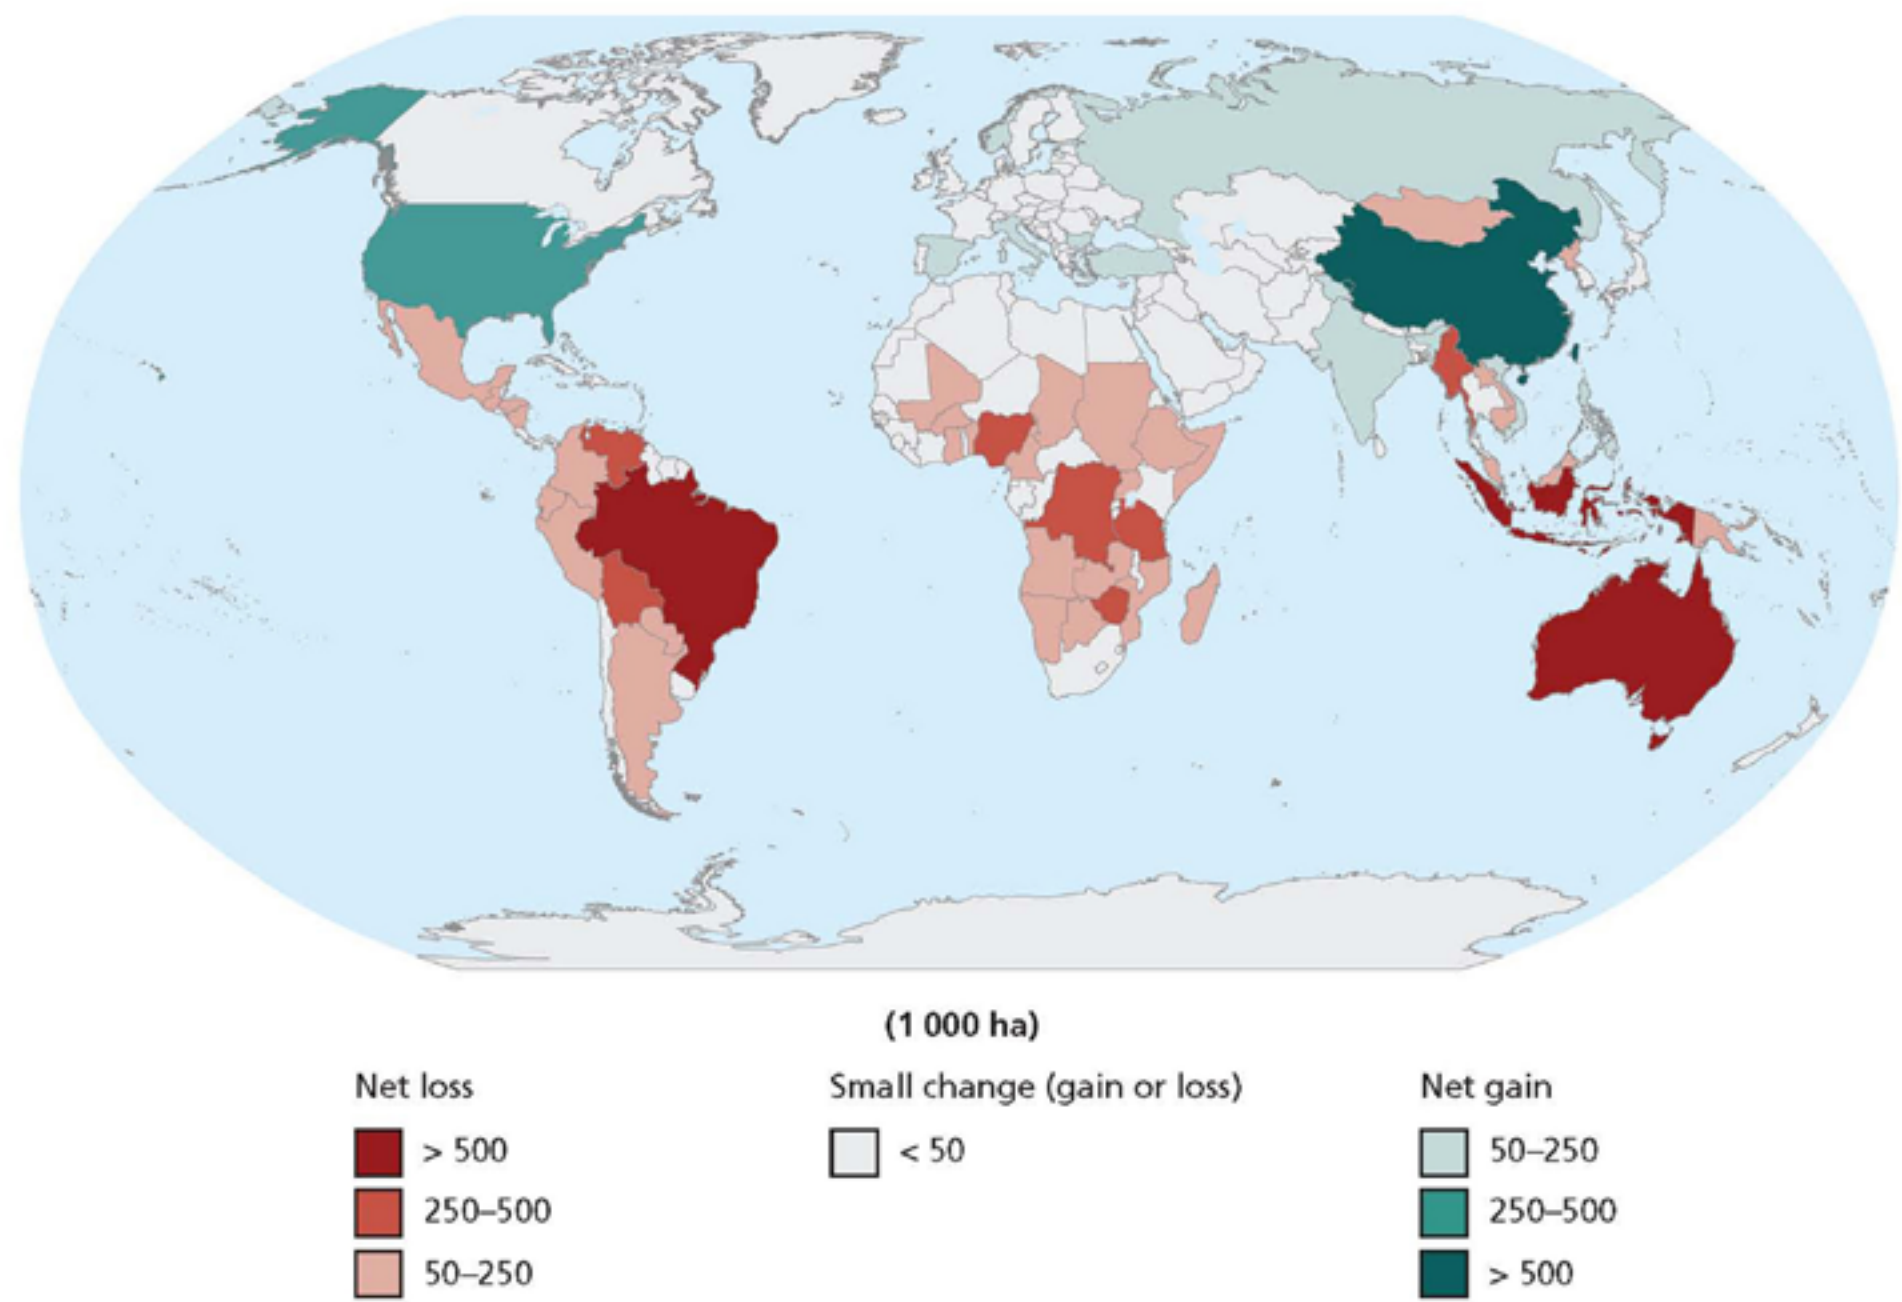 (1 000 ha)
Net loss
> 500
250–500
50–250
Small change (gain or loss)
< 50
Net gain
50–250
250–500
> 500